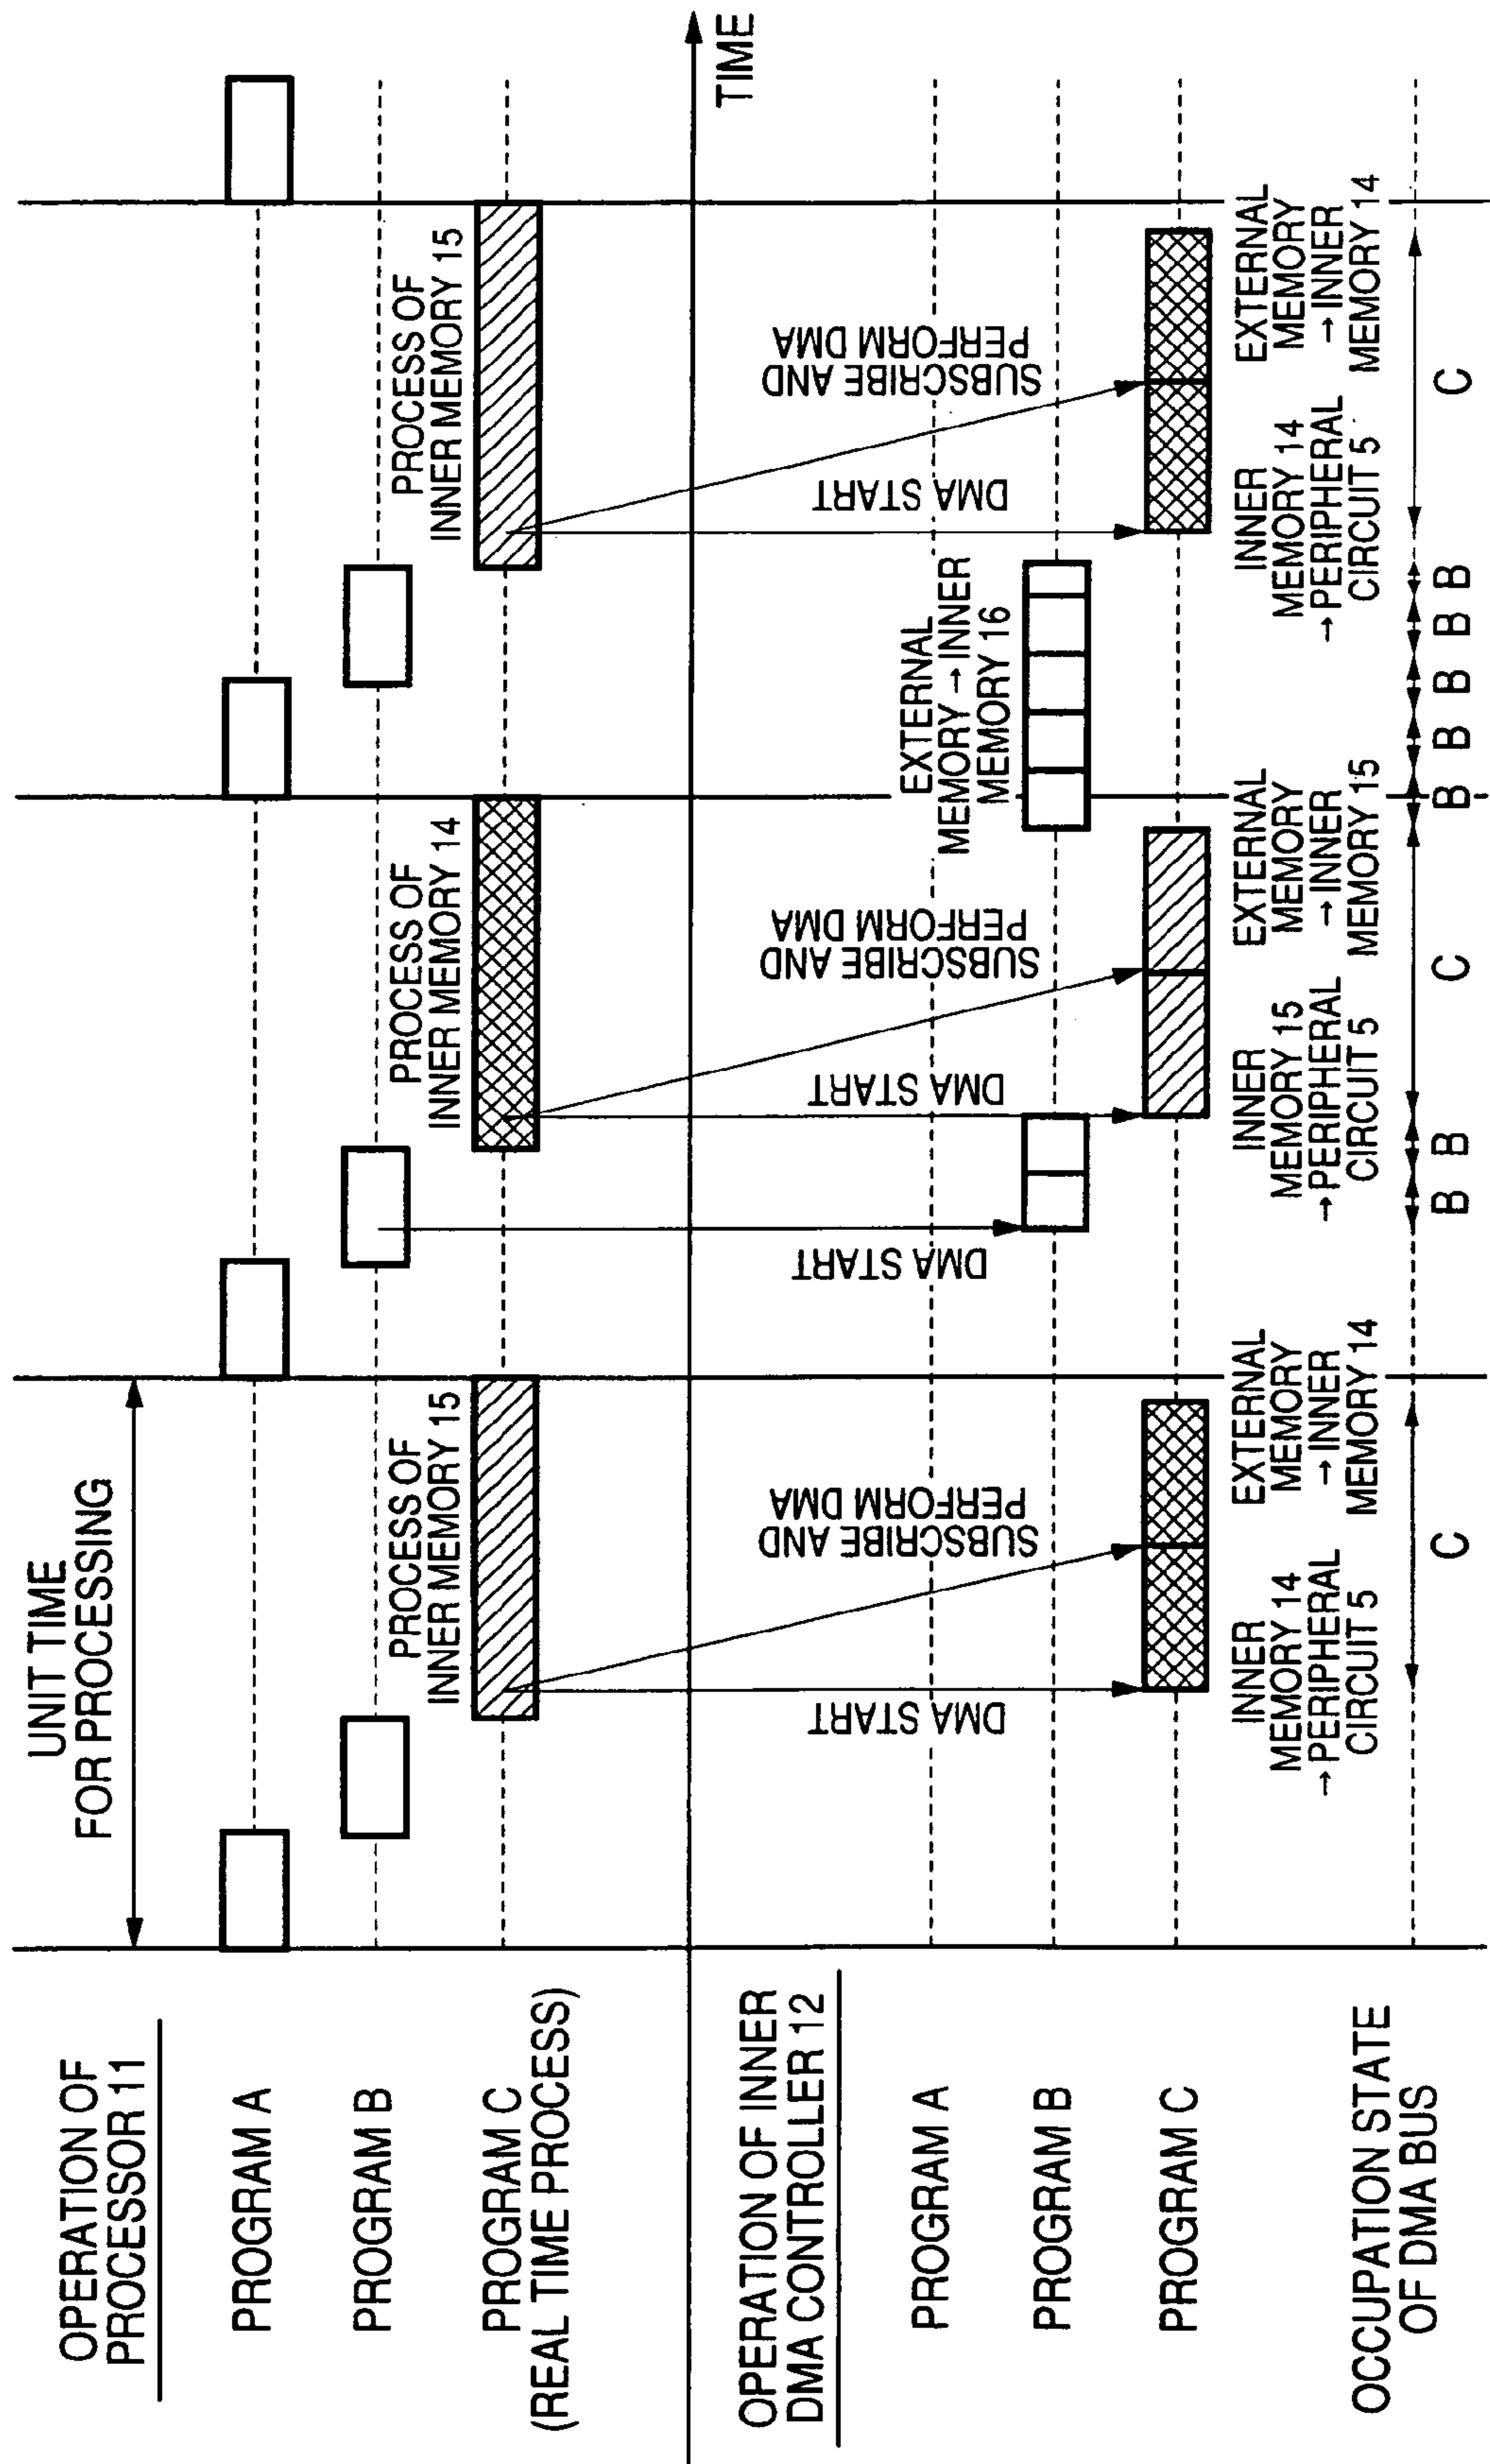 UNIT TIME
FOR PROCESSING
OPERATION OF
PROCESSOR 11
PROGRAM A
PROGRAM B
PROGRAM C
(REAL TIME PROCESS)
PROCESS OF
INNER MEMORY 15
PROCESS OF
INNER MEMORY 14
PROCESS OF
INNER MEMORY 15
TIME
OPERATION OF INNER
DMA CONTROLLER 12
PROGRAM A
PROGRAM B
PROGRAM C
DMA START
SUBSCRIBE AND
PERFORM DMA
DMA START
DMA START
SUBSCRIBE AND
PERFORM DMA
EXTERNAL
MEMORY → INNER
MEMORY 16
DMA START
SUBSCRIBE AND
PERFORM DMA
INNER
MEMORY 14
→ PERIPHERAL
CIRCUIT 5
EXTERNAL
MEMORY
→ INNER
MEMORY 14
INNER
MEMORY 15
→ PERIPHERAL
CIRCUIT 5
EXTERNAL
MEMORY
→ INNER
MEMORY 15
INNER
MEMORY 14
→ PERIPHERAL
CIRCUIT 5
EXTERNAL
MEMORY
→ INNER
MEMORY 14
OCCUPATION STATE
OF DMA BUS
C B B C B B B B B C